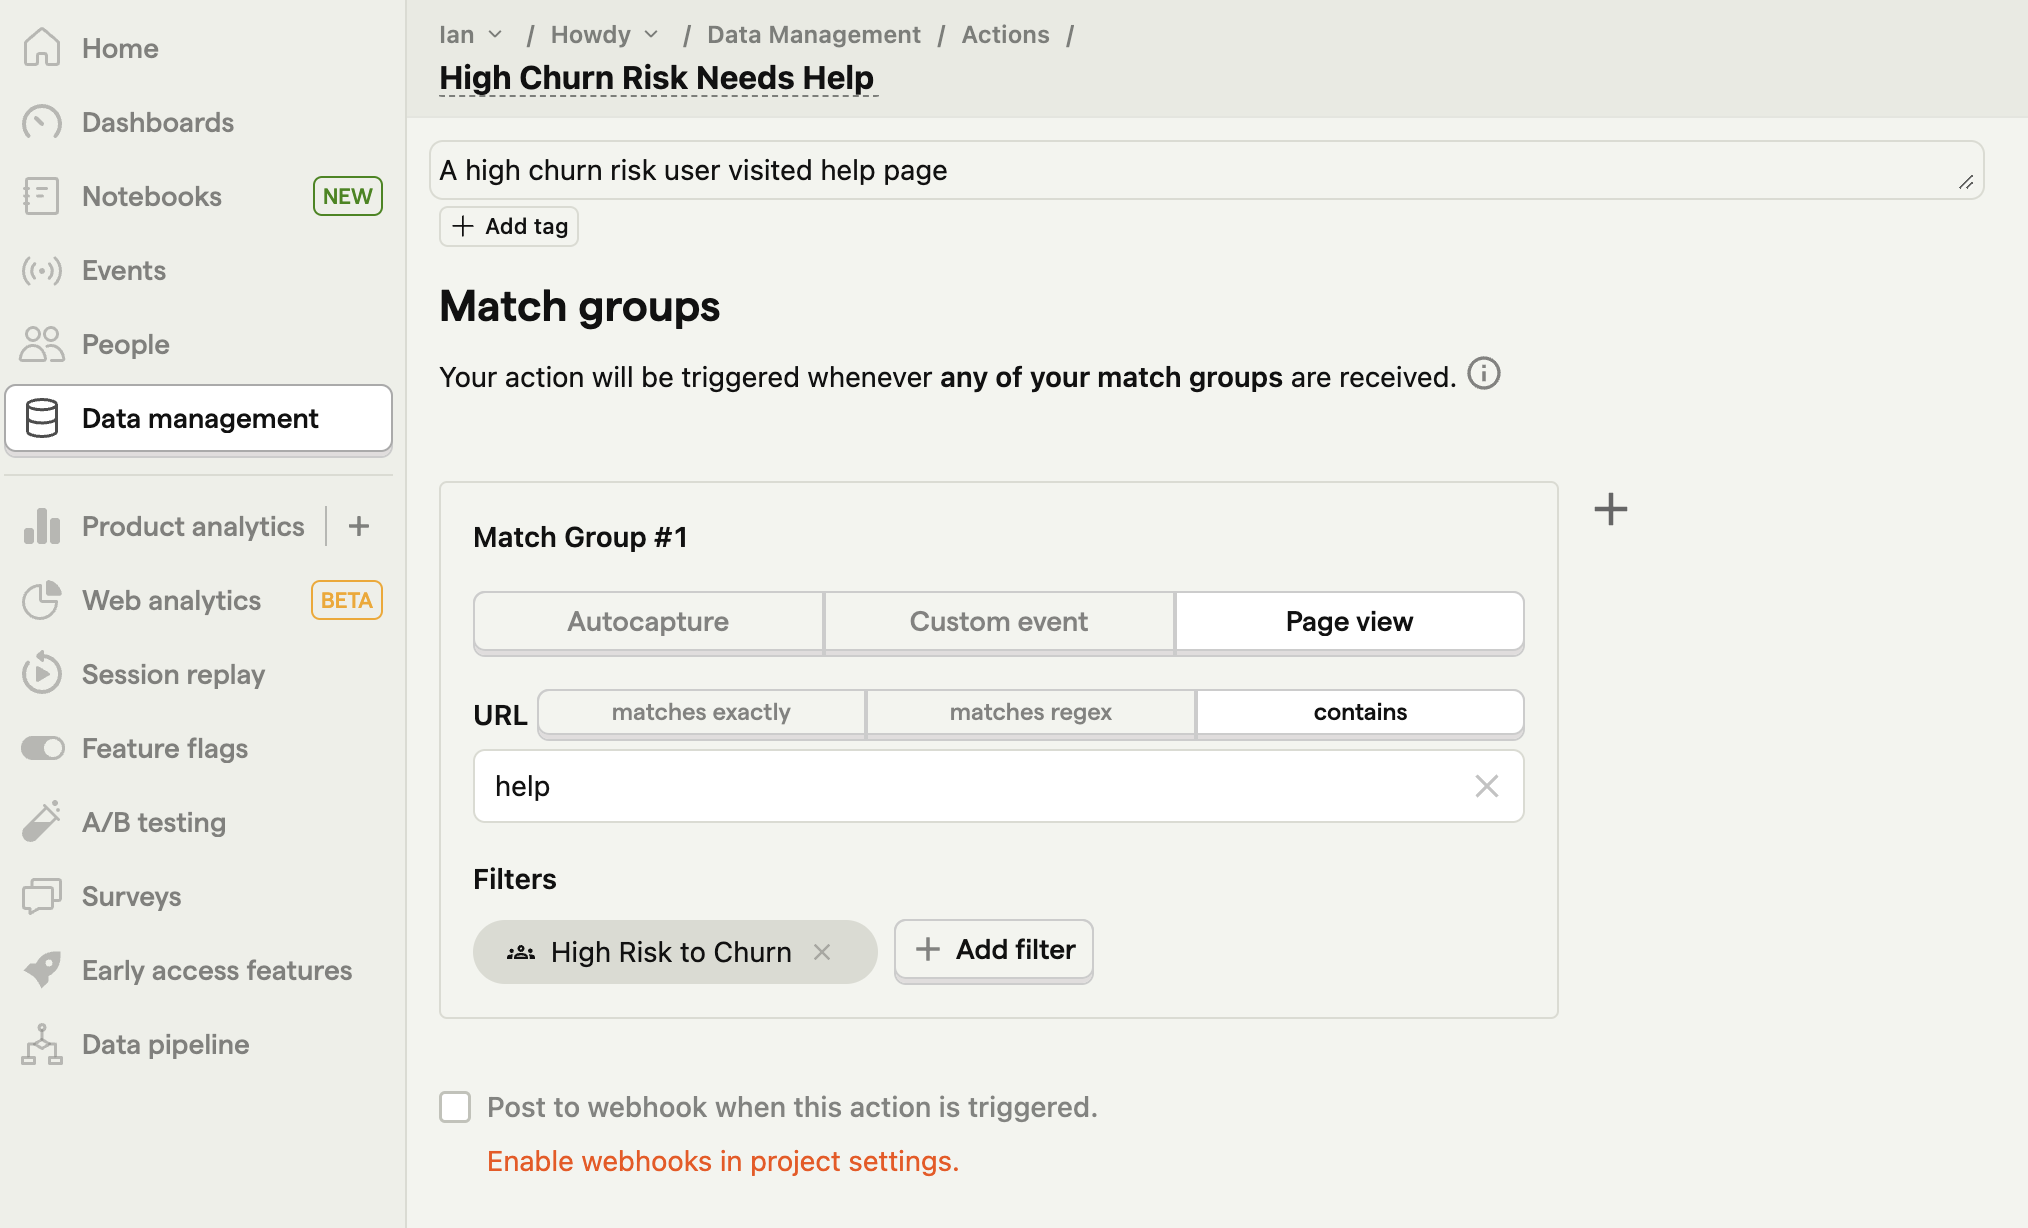 Home
Dashboards
Notebooks NEW
Events
People
Data management
Product analytics
Web analytics BETA
Session replay
Feature flags
A/B testing
Surveys
Early access features
Data pipeline
Ian / Howdy / Data Management / Actions /
High Churn Risk Needs Help
A high churn risk user visited help page
Add tag
Match groups
Your action will be triggered whenever any of your match groups are received.
Match Group #1
Autocapture Custom event Page view
URL matches exactly matches regex contains
help
Filters
High Risk to Churn Add filter
Post to webhook when this action is triggered.
Enable webhooks in project settings.